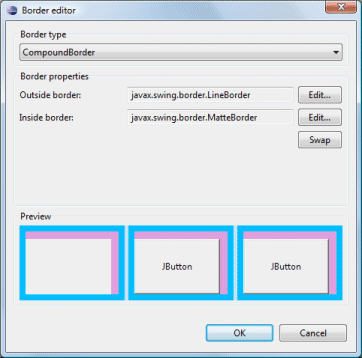 Border editor
Border type
CompoundBorder
Border properties
Outside border: javax.swing.border.LineBorder Edit...
Inside border: javax.swing.border.MatteBorder Edit...
Swap
Preview
JButton JButton
OK Cancel